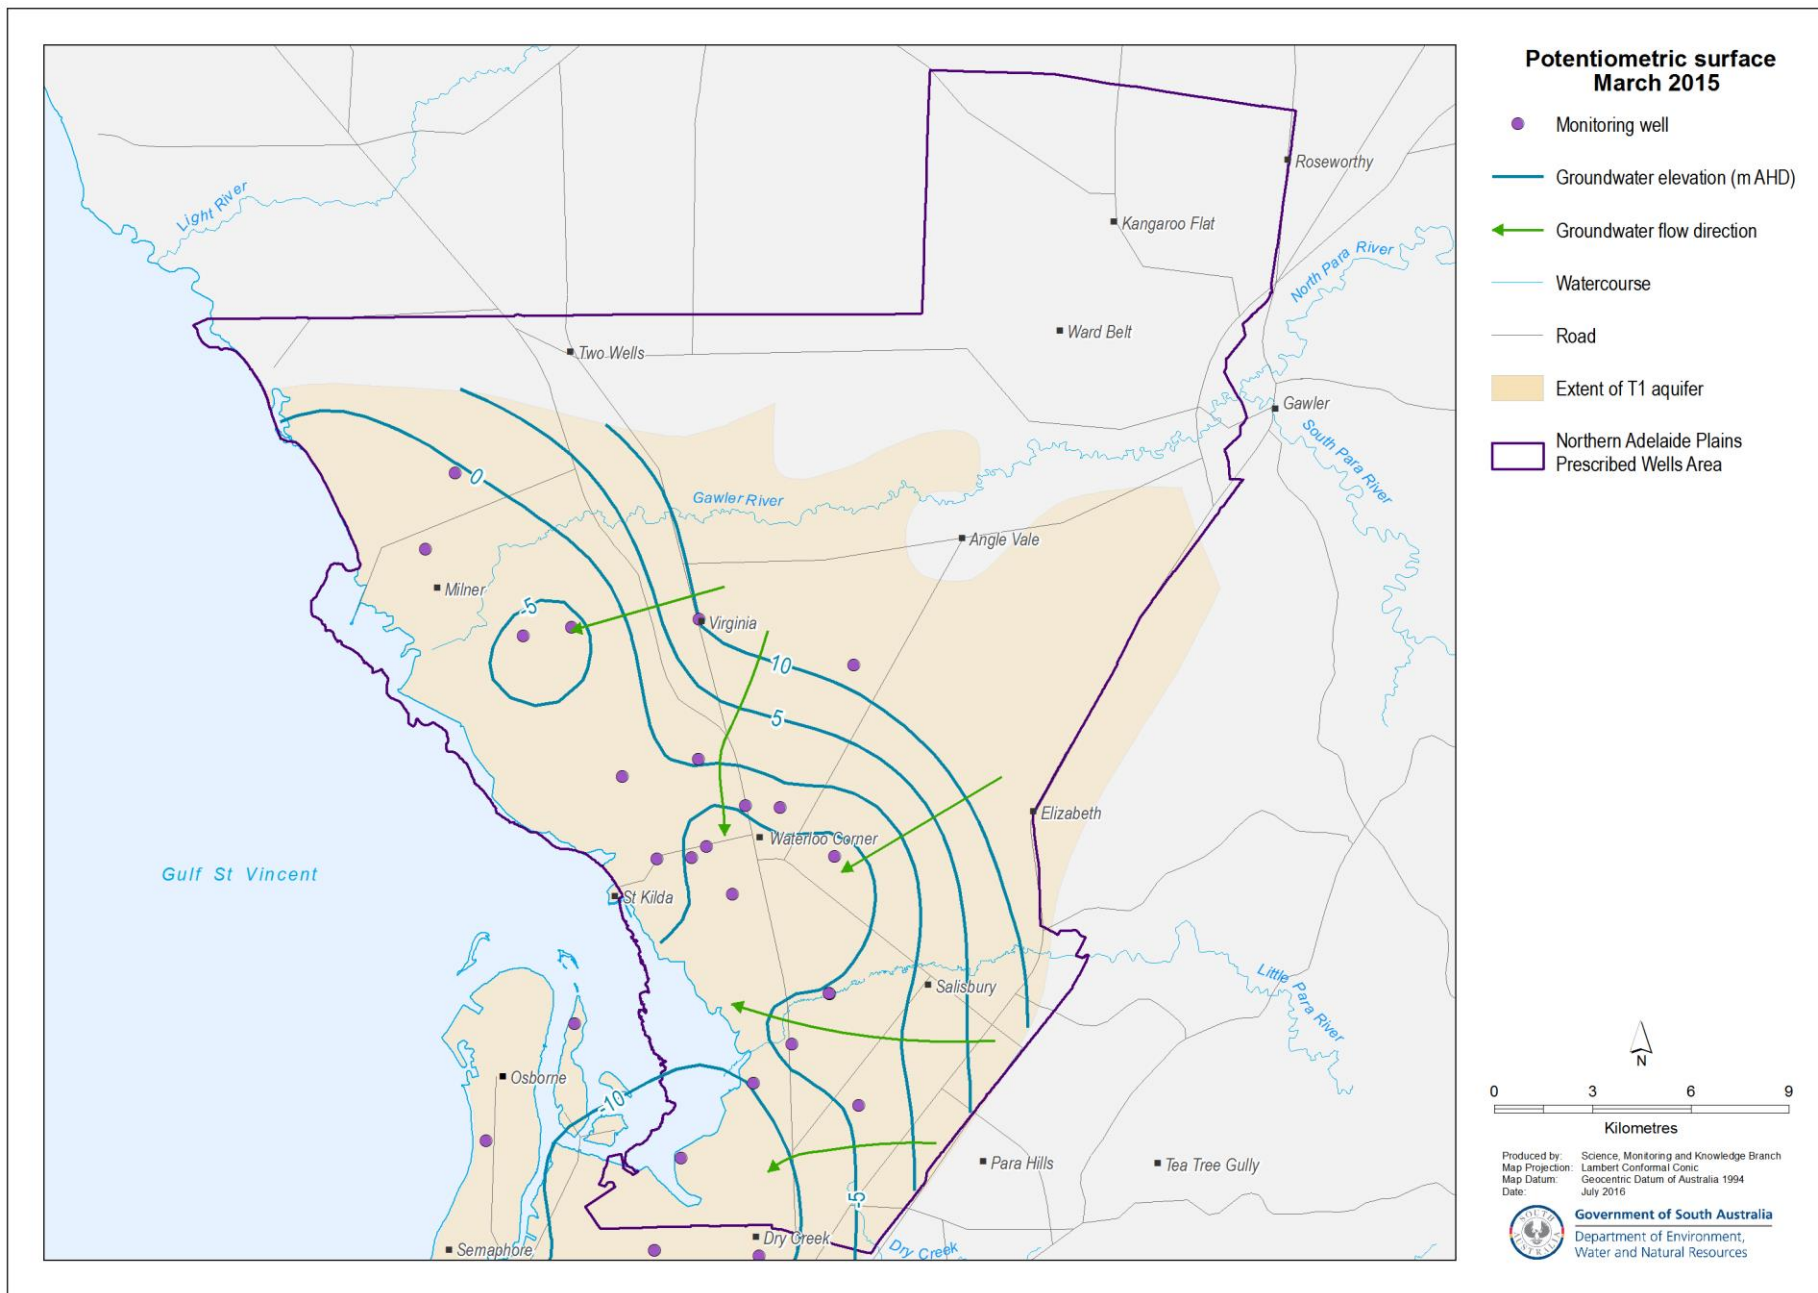 Potentiometric surface
March 2015
Monitoring well
Groundwater elevation (m AHD)
Groundwater flow direction
Watercourse
Road
Extent of T1 aquifer
Northern Adelaide Plains
Prescribed Wells Area
Roseworthy
Light River
Kangaroo Flat
North Para River
Ward Belt
Two Wells
Gawler
South Para River
0
Gawler River
Angle Vale
Milner
-5
Virginia
10
5
Elizabeth
Waterloo Corner
Gulf St Vincent
St Kilda
Salisbury
Little Para River
Osborne
-10
Para Hills
Tea Tree Gully
-5
Dry Creek
Dry Creek
Semaphore
N
0 3 6 9
Kilometres
Produced by: Science, Monitoring and Knowledge Branch
Map Projection: Lambert Conformal Conic
Map Datum: Geocentric Datum of Australia 1994
Date: July 2016
SOUTH AUSTRALIA
Government of South Australia
Department of Environment,
Water and Natural Resources